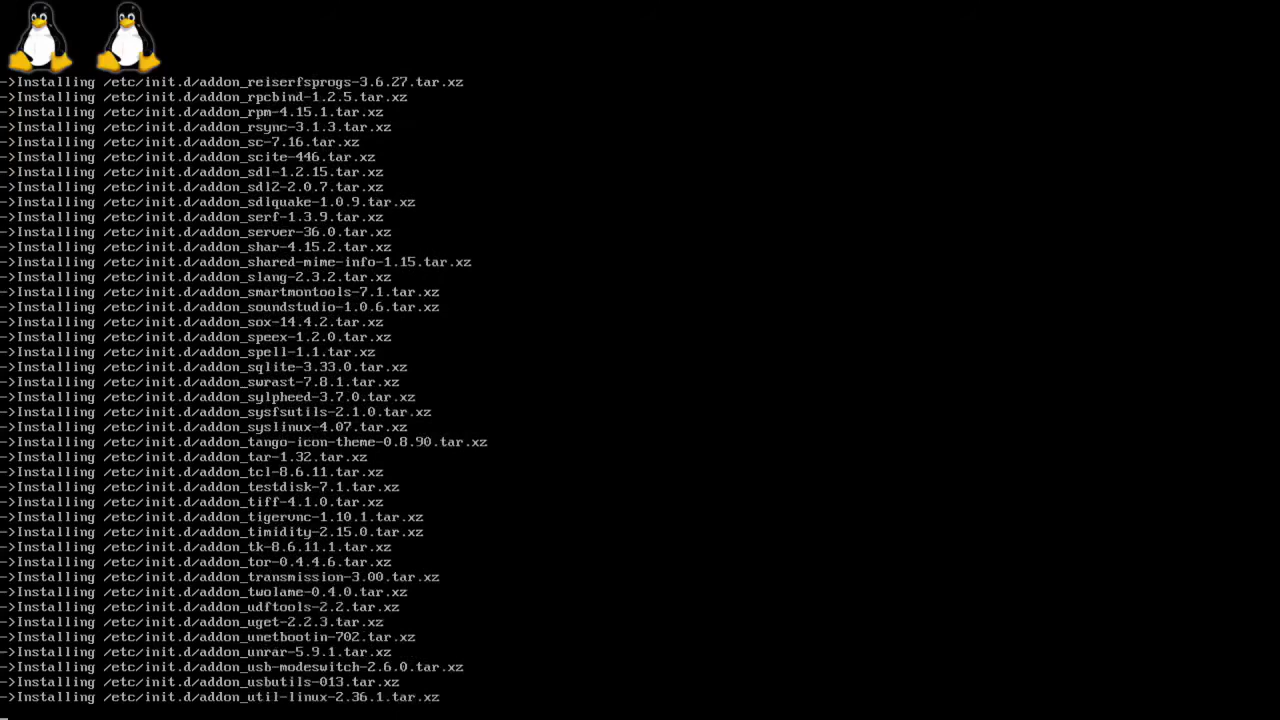 ->Installing /etc/init.d/addon_reiserfsprogs-3.6.27.tar.xz
->Installing /etc/init.d/addon_rpcbind-1.2.5.tar.xz
->Installing /etc/init.d/addon_rpm-4.15.1.tar.xz
->Installing /etc/init.d/addon_rsync-3.1.3.tar.xz
->Installing /etc/init.d/addon_sc-7.16.tar.xz
->Installing /etc/init.d/addon_scite-446.tar.xz
->Installing /etc/init.d/addon_sdl-1.2.15.tar.xz
->Installing /etc/init.d/addon_sdl2-2.0.7.tar.xz
->Installing /etc/init.d/addon_sdlquake-1.0.9.tar.xz
->Installing /etc/init.d/addon_serf-1.3.9.tar.xz
->Installing /etc/init.d/addon_server-36.0.tar.xz
->Installing /etc/init.d/addon_shar-4.15.2.tar.xz
->Installing /etc/init.d/addon_shared-mime-info-1.15.tar.xz
->Installing /etc/init.d/addon_slang-2.3.2.tar.xz
->Installing /etc/init.d/addon_smartmontools-7.1.tar.xz
->Installing /etc/init.d/addon_soundstudio-1.0.6.tar.xz
->Installing /etc/init.d/addon_sox-14.4.2.tar.xz
->Installing /etc/init.d/addon_speex-1.2.0.tar.xz
->Installing /etc/init.d/addon_spell-1.1.tar.xz
->Installing /etc/init.d/addon_sqlite-3.33.0.tar.xz
->Installing /etc/init.d/addon_swrast-7.8.1.tar.xz
->Installing /etc/init.d/addon_sylpheed-3.7.0.tar.xz
->Installing /etc/init.d/addon_sysfsutils-2.1.0.tar.xz
->Installing /etc/init.d/addon_syslinux-4.07.tar.xz
->Installing /etc/init.d/addon_tango-icon-theme-0.8.90.tar.xz
->Installing /etc/init.d/addon_tar-1.32.tar.xz
->Installing /etc/init.d/addon_tcl-8.6.11.tar.xz
->Installing /etc/init.d/addon_testdisk-7.1.tar.xz
->Installing /etc/init.d/addon_tiff-4.1.0.tar.xz
->Installing /etc/init.d/addon_tigervnc-1.10.1.tar.xz
->Installing /etc/init.d/addon_timidity-2.15.0.tar.xz
->Installing /etc/init.d/addon_tk-8.6.11.1.tar.xz
->Installing /etc/init.d/addon_tor-0.4.4.6.tar.xz
->Installing /etc/init.d/addon_transmission-3.00.tar.xz
->Installing /etc/init.d/addon_twolame-0.4.0.tar.xz
->Installing /etc/init.d/addon_udftools-2.2.tar.xz
->Installing /etc/init.d/addon_uget-2.2.3.tar.xz
->Installing /etc/init.d/addon_unetbootin-702.tar.xz
->Installing /etc/init.d/addon_unrar-5.9.1.tar.xz
->Installing /etc/init.d/addon_usb-modeswitch-2.6.0.tar.xz
->Installing /etc/init.d/addon_usbutils-013.tar.xz
->Installing /etc/init.d/addon_util-linux-2.36.1.tar.xz